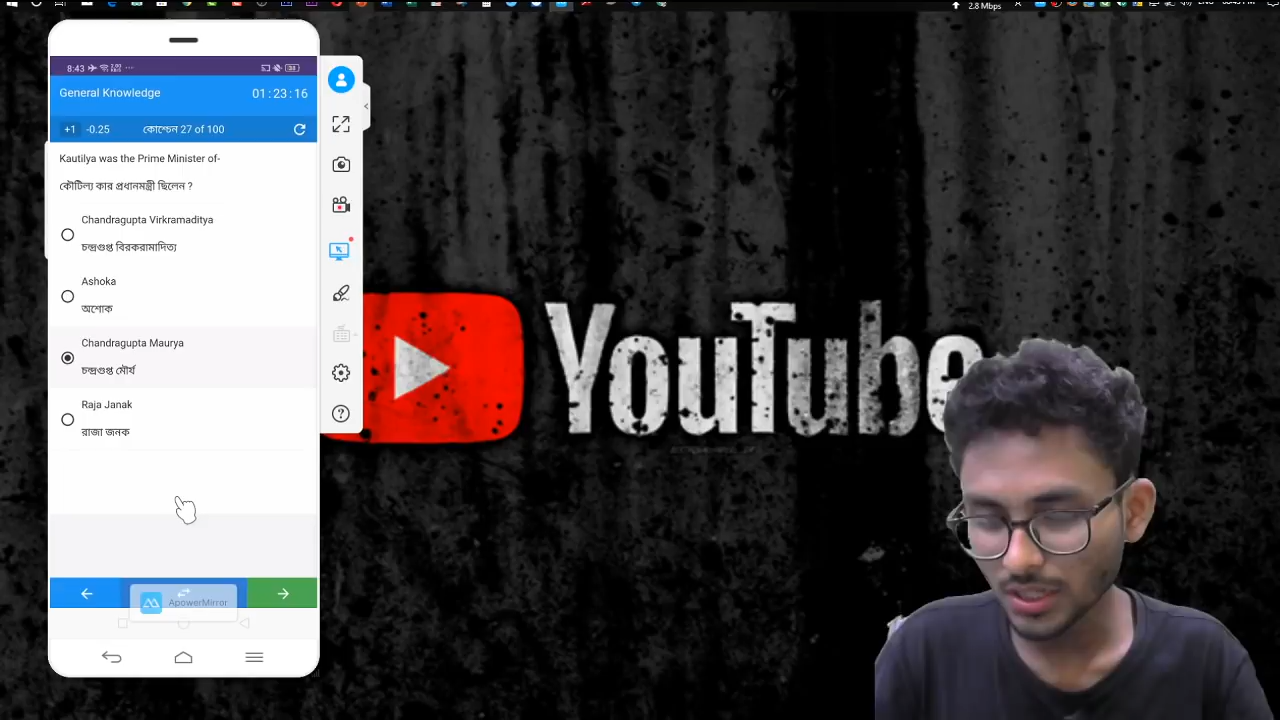 2.8 Mbps
8:43
General Knowledge
01:23:16
+1 -0.25 কোশ্চেন 27 of 100
Kautilya was the Prime Minister of-
কৌটিল্য কার প্রধানমন্ত্রী ছিলেন ?
Chandragupta Virkramaditya
চন্দ্রগুপ্ত বিরকরামাদিত্য
Ashoka
অশোক
Chandragupta Maurya
চন্দ্রগুপ্ত মৌর্য
Raja Janak
রাজা জনক
ApowerMirror
YouTube